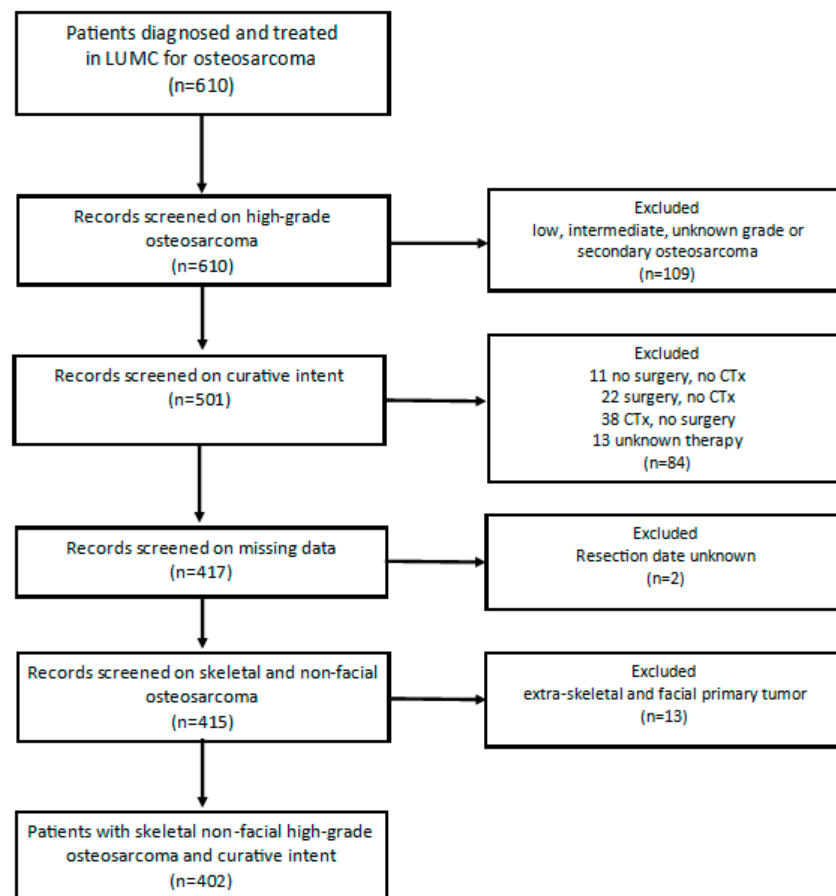 Patients diagnosed and treated
in LUMC for osteosarcoma
(n=610)
Records screened on high-grade
osteosarcoma
(n=610)
Excluded
low, intermediate, unknown grade or
secondary osteosarcoma
(n=109)
Records screened on curative intent
(n=501)
Excluded
11 no surgery, no CTx
22 surgery, no CTx
38 CTx, no surgery
13 unknown therapy
(n=84)
Records screened on missing data
(n=417)
Excluded
Resection date unknown
(n=2)
Records screened on skeletal and non-facial
osteosarcoma
(n=415)
Excluded
extra-skeletal and facial primary tumor
(n=13)
Patients with skeletal non-facial high-grade
osteosarcoma and curative intent
(n=402)